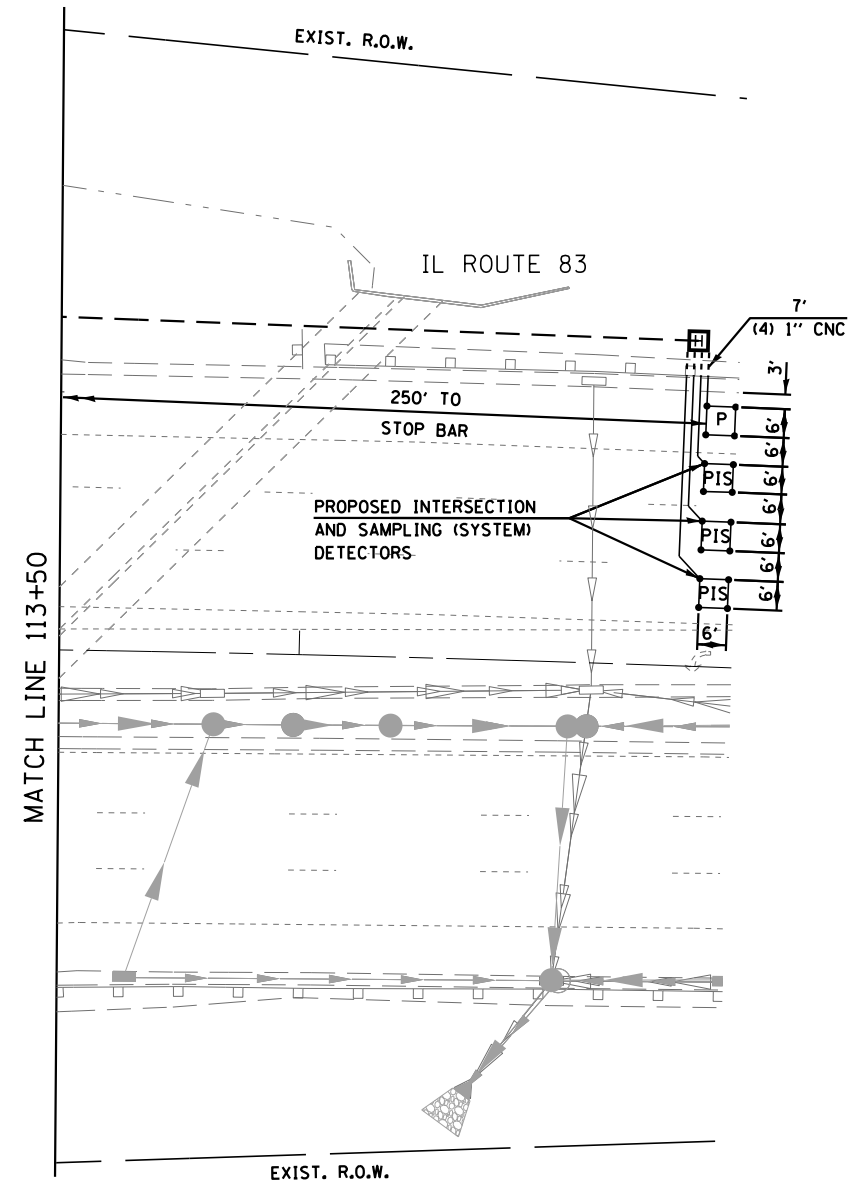 EXIST. R.O.W.
IL ROUTE 83
7'
(4) 1" CNC
H
3'
250' TO
STOP BAR
P
6'
6'
PIS
6'
6'
PROPOSED INTERSECTION
AND SAMPLING (SYSTEM)
DETECTORS
PIS
6'
6'
PIS
6'
6'
MATCH LINE 113+50
EXIST. R.O.W.